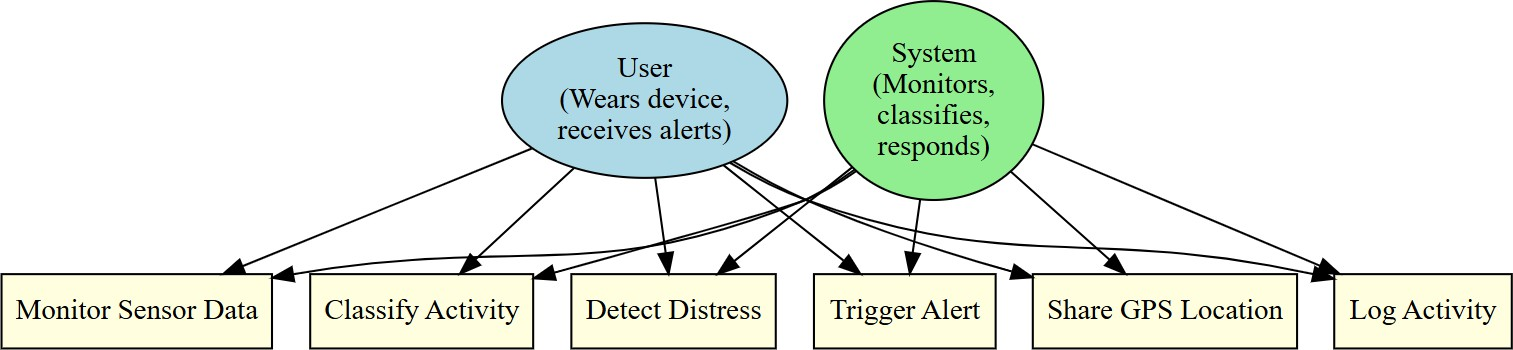 User
(Wears device,
receives alerts)
System
(Monitors,
classifies,
responds)
Monitor Sensor Data
Classify Activity
Detect Distress
Trigger Alert
Share GPS Location
Log Activity